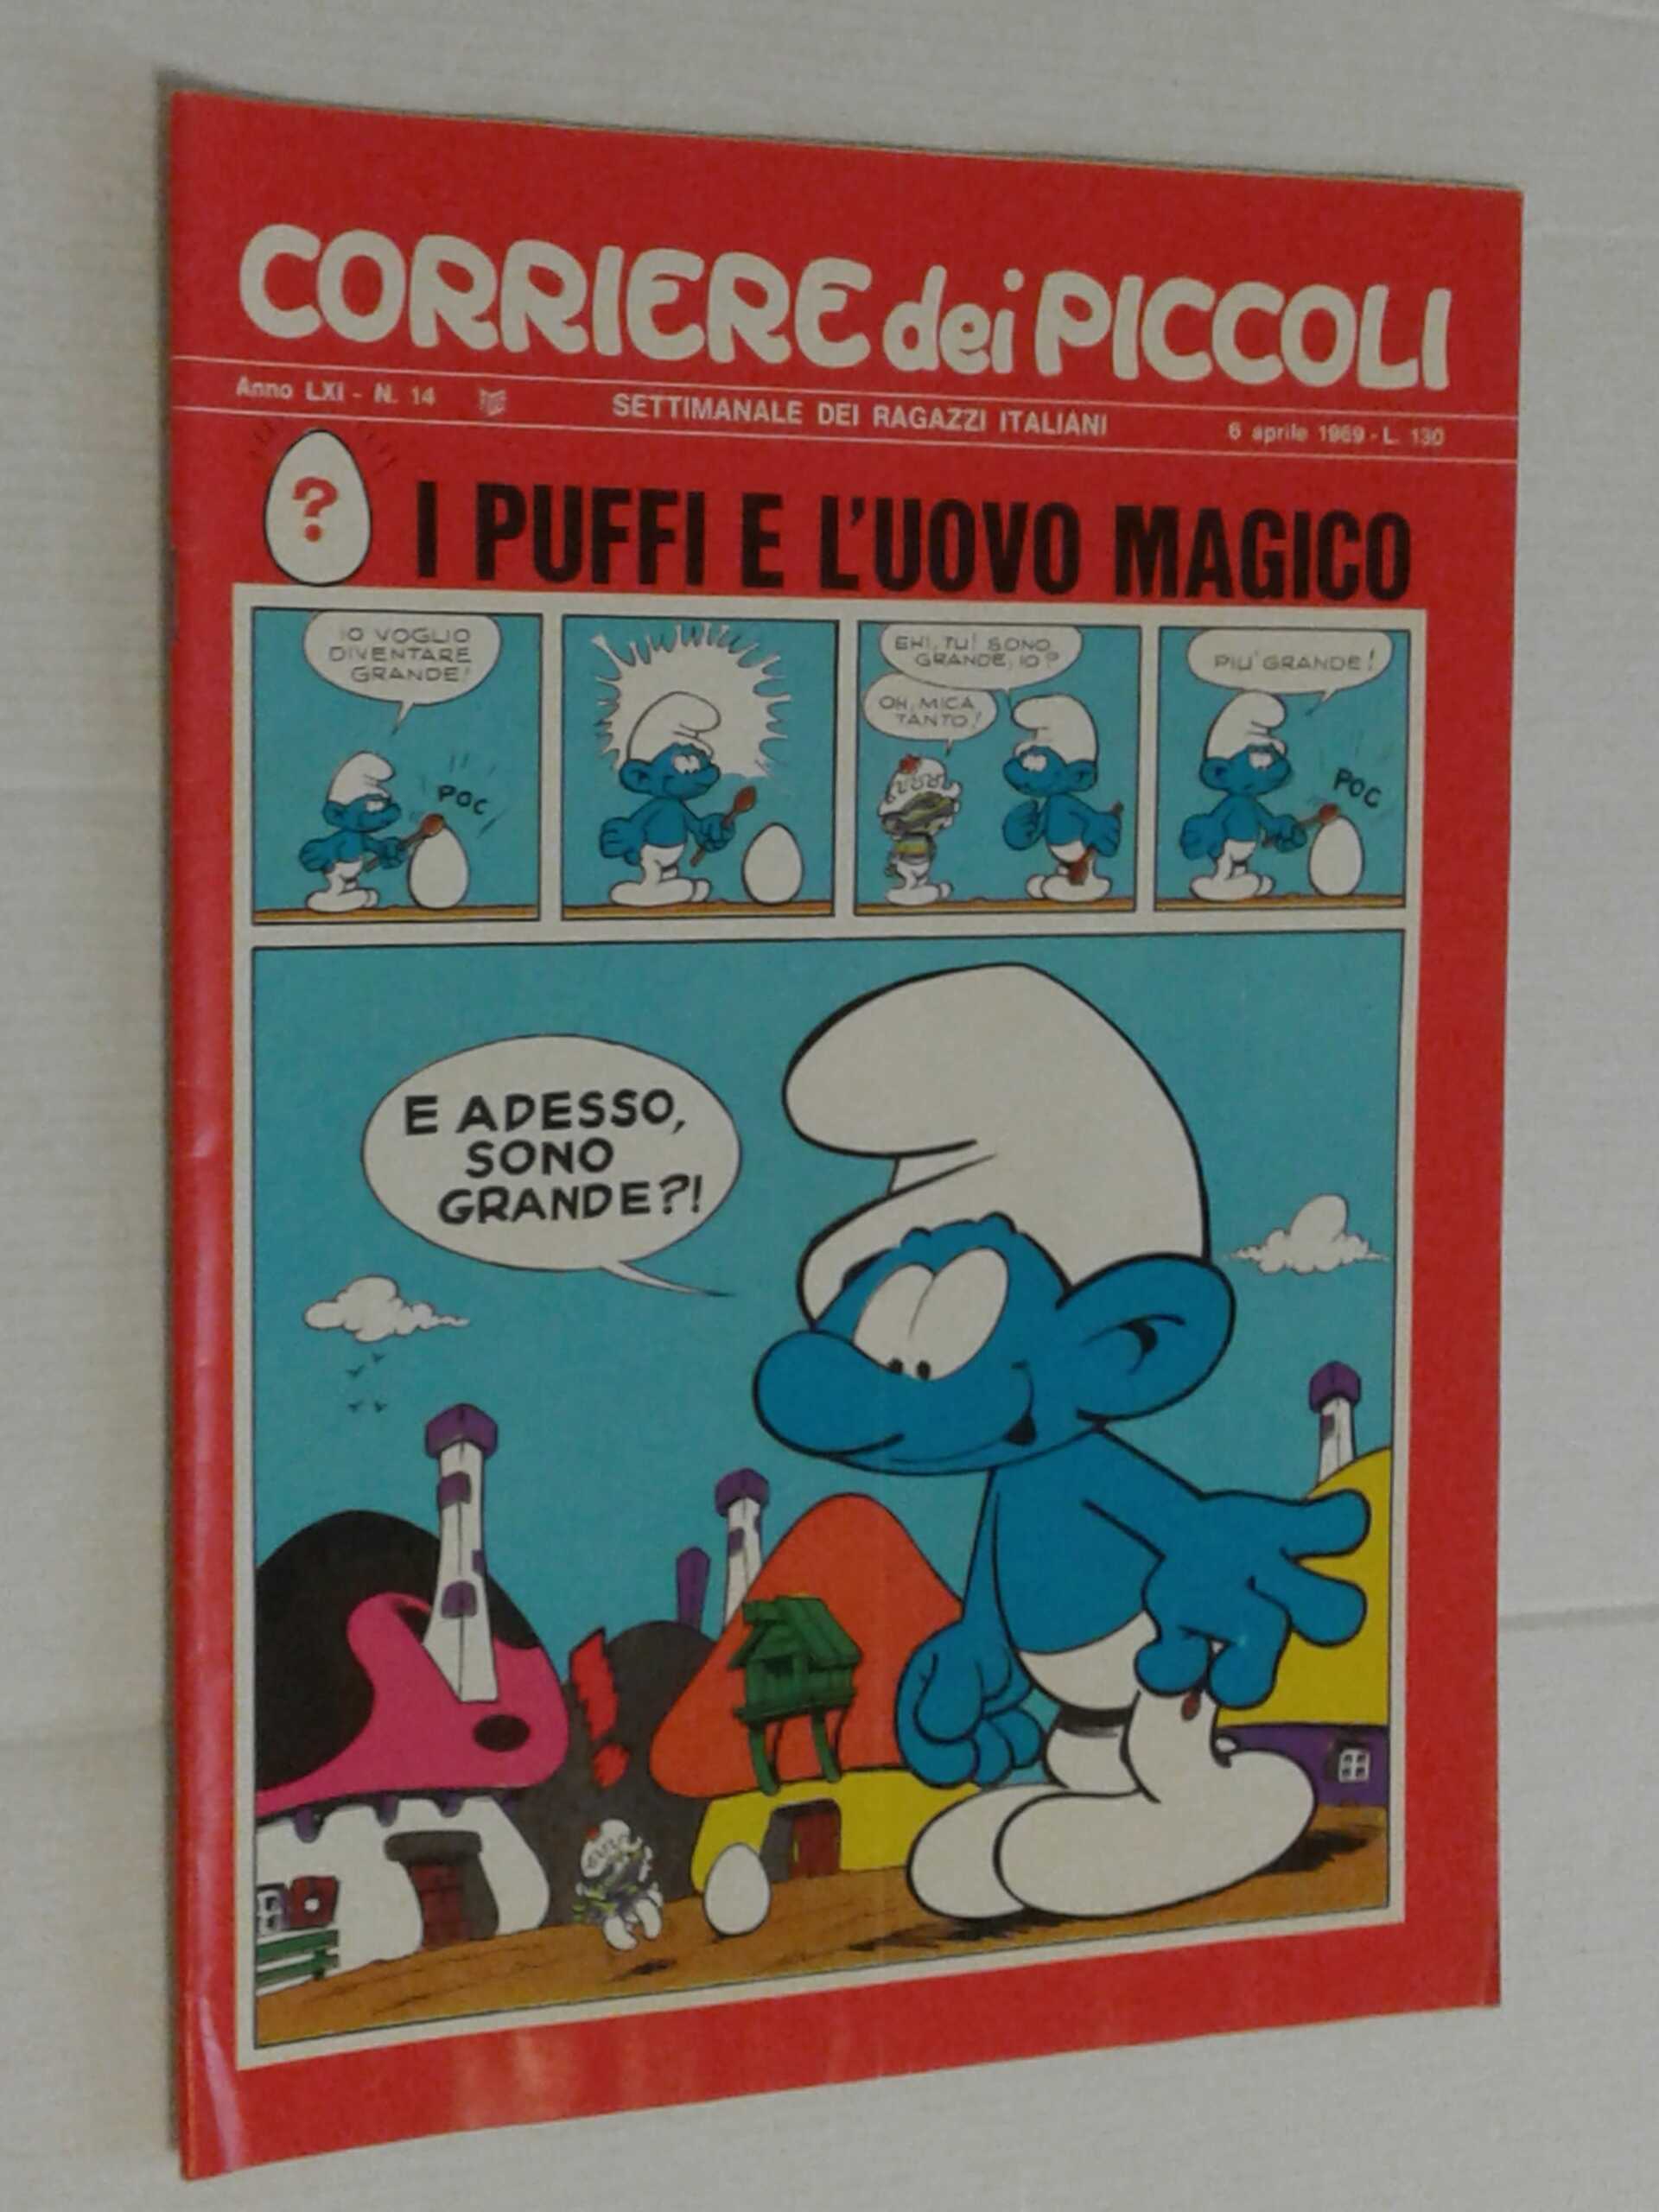 CORRIERE dei PICCOLI
Anno LXI - N. 14
SETTIMANALE DEI RAGAZZI ITALIANI
6 aprile 1969 - L. 130
?
I PUFFI E L'UOVO MAGICO
IO VOGLIO
DIVENTARE
GRANDE!
POC
EHI, TU! SONO
GRANDE, IO?
OH, MICA
TANTO!
PIU' GRANDE!
POC
E ADESSO,
SONO
GRANDE?!
!